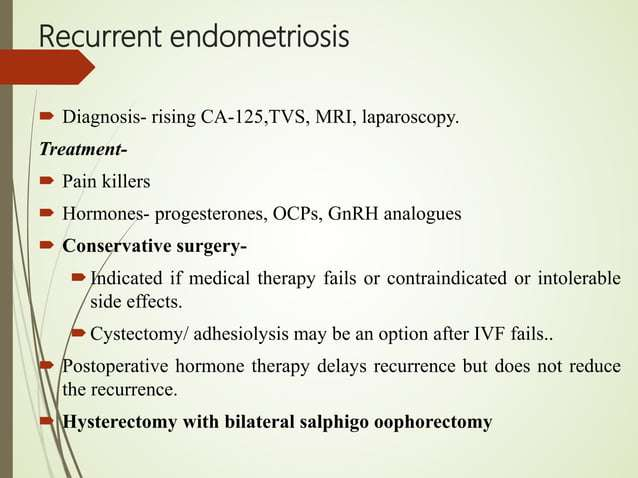 Recurrent endometriosis
Diagnosis- rising CA-125,TVS, MRI, laparoscopy.
Treatment-
Pain killers
Hormones- progesterones, OCPs, GnRH analogues
Conservative surgery-
Indicated if medical therapy fails or contraindicated or intolerable
side effects.
Cystectomy/ adhesiolysis may be an option after IVF fails..
Postoperative hormone therapy delays recurrence but does not reduce
the recurrence.
Hysterectomy with bilateral salphigo oophorectomy